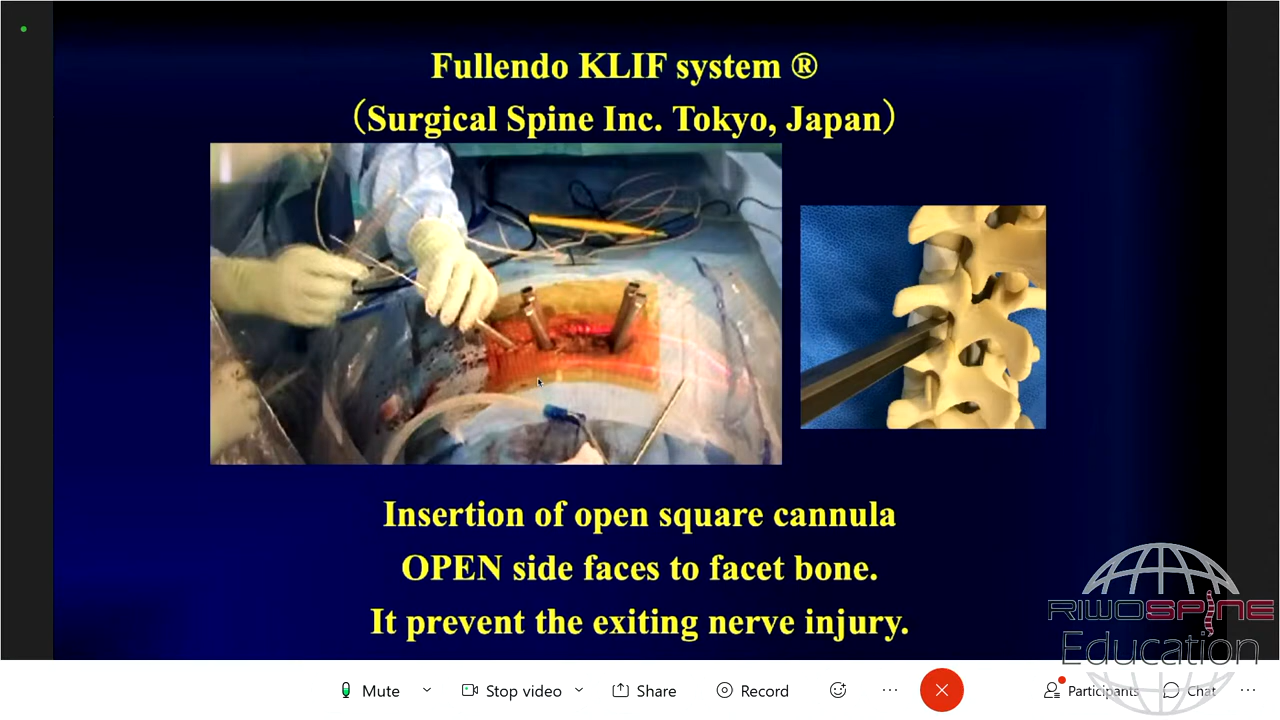 Fullendo KLIF system ®
（Surgical Spine Inc. Tokyo, Japan）
Insertion of open square cannula
OPEN side faces to facet bone.
It prevent the exiting nerve injury.
RIWOSPINE
Education
Mute
Stop video
Share
Record
Participants
Chat